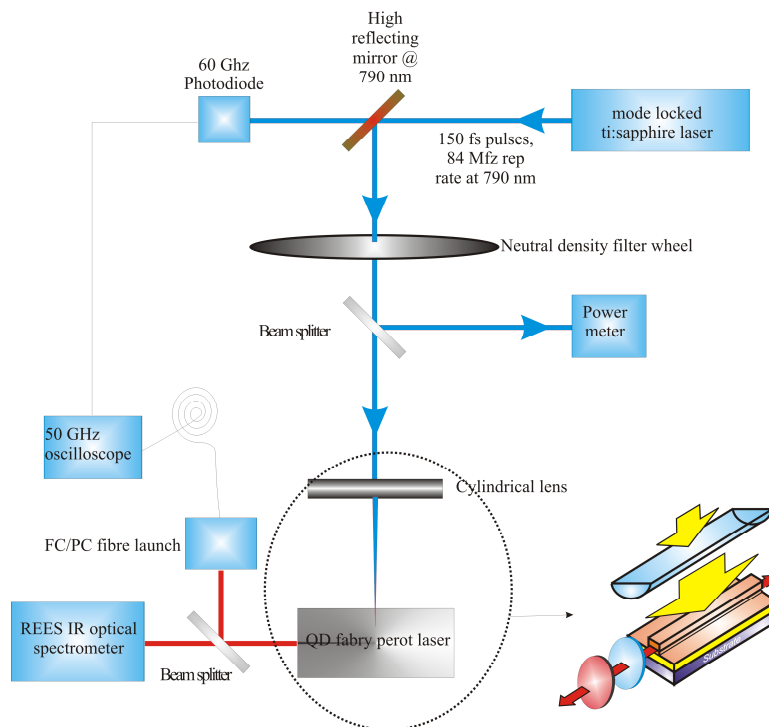 High
reflecting
mirror @
790 nm
60 Ghz
Photodiode
mode locked
ti:sapphire laser
150 fs pulscs,
84 Mfz rep
rate at 790 nm
Neutral density filter wheel
Beam splitter
Power
meter
50 GHz
oscilloscope
Cylindrical lens
FC/PC fibre launch
REES IR optical
spectrometer
QD fabry perot laser
Beam splitter
Substrate